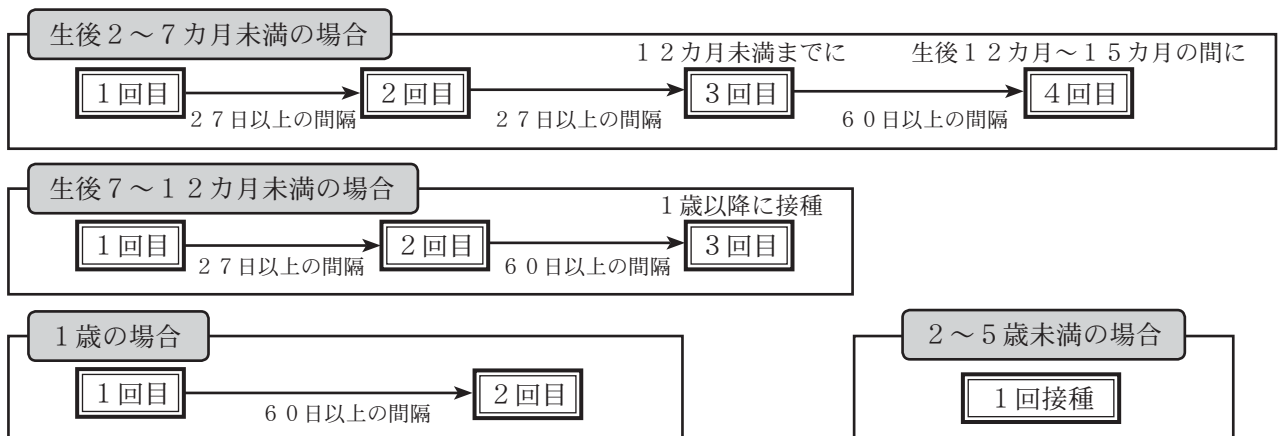 生後2～7カ月未満の場合
12カ月未満までに 生後12カ月～15カ月の間に
1回目 2回目 3回目 4回目
27日以上の間隔 27日以上の間隔 60日以上の間隔
生後7～12カ月未満の場合
1歳以降に接種
1回目 2回目 3回目
27日以上の間隔 60日以上の間隔
1歳の場合
1回目 2回目
60日以上の間隔
2～5歳未満の場合
1回接種